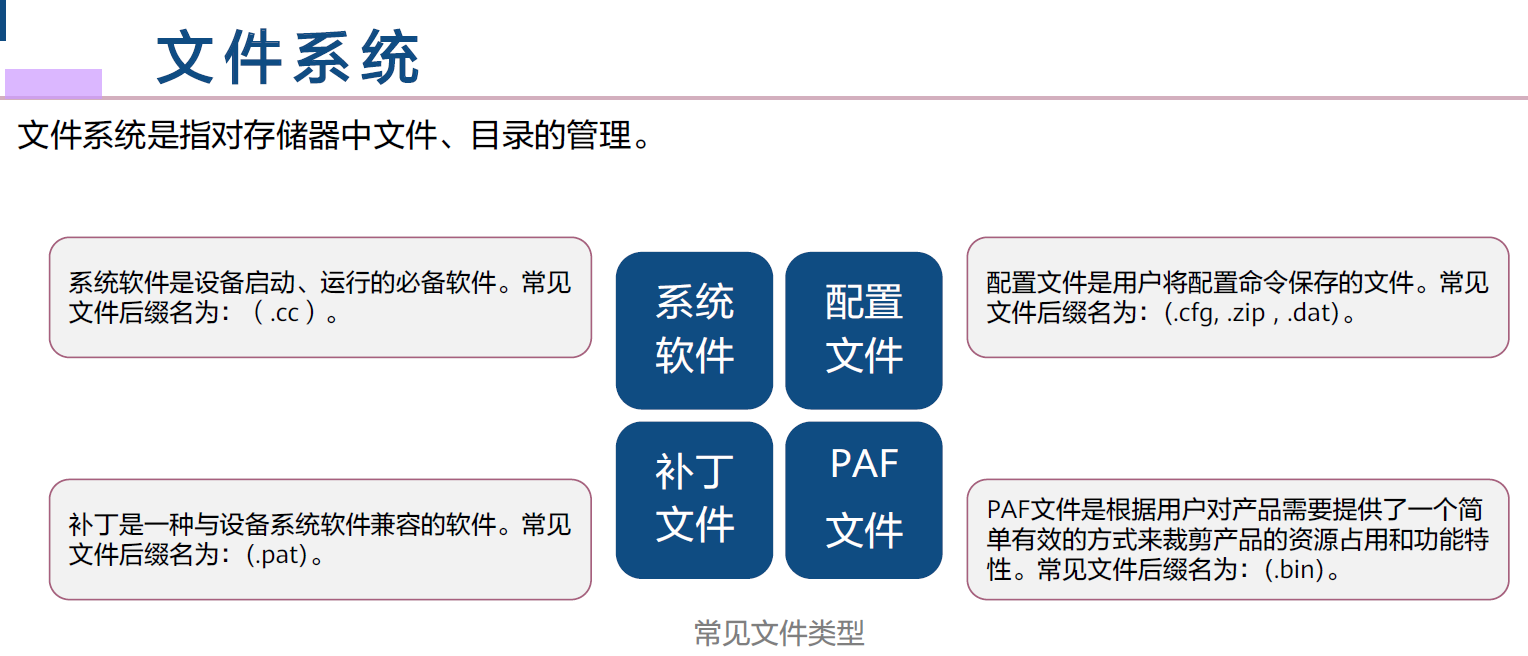 文件系统
文件系统是指对存储器中文件、目录的管理。
系统软件是设备启动、运行的必备软件。常见
文件后缀名为：（ .cc ）。
系统
软件
配置
文件
配置文件是用户将配置命令保存的文件。常见
文件后缀名为：(.cfg, .zip , .dat)。
补丁是一种与设备系统软件兼容的软件。常见
文件后缀名为：(.pat)。
补丁
文件
PAF
文件
PAF文件是根据用户对产品需要提供了一个简
单有效的方式来裁剪产品的资源占用和功能特
性。常见文件后缀名为：(.bin)。
常见文件类型